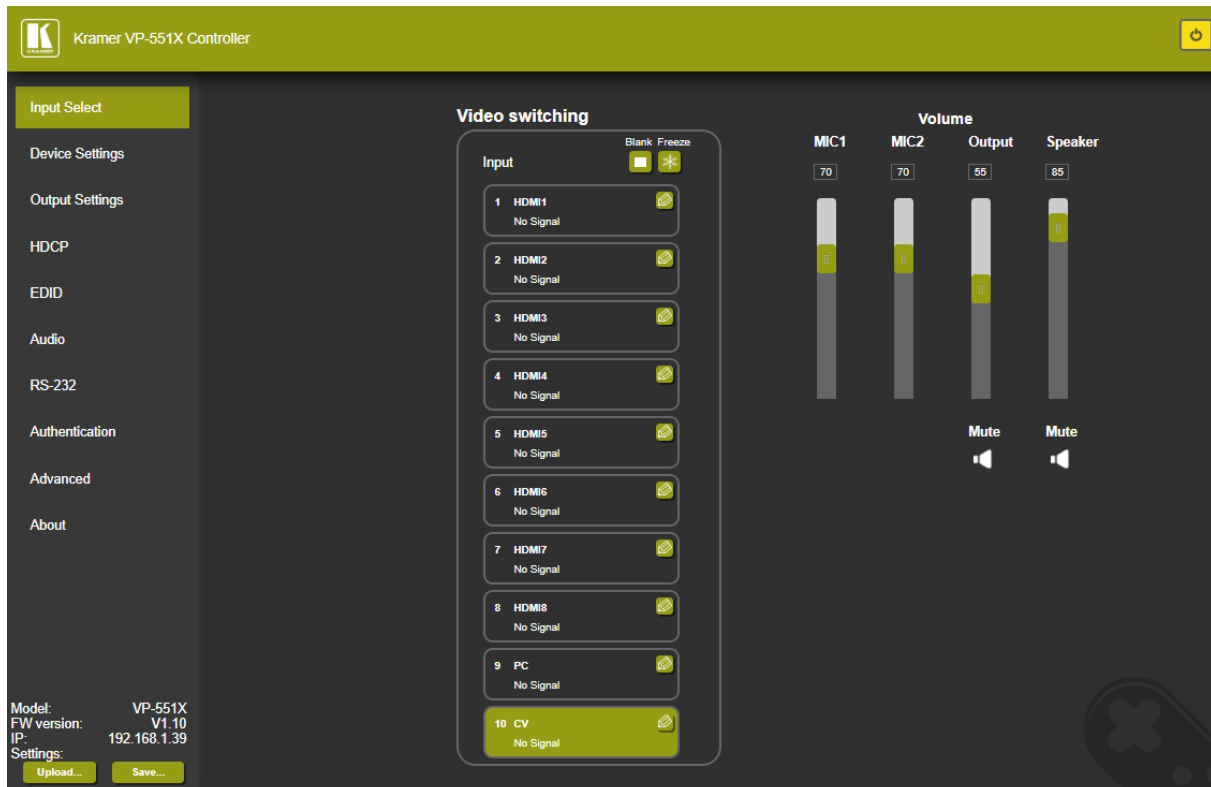 KRAMER
Kramer VP-551X Controller
Input Select
Device Settings
Output Settings
HDCP
EDID
Audio
RS-232
Authentication
Advanced
About
Model: VP-551X
FW version: V1.10
IP: 192.168.1.39
Settings:
Upload... Save...
Video switching
Blank Freeze
Input
1 HDMI1
No Signal
2 HDMI2
No Signal
3 HDMI3
No Signal
4 HDMI4
No Signal
5 HDMI5
No Signal
6 HDMI6
No Signal
7 HDMI7
No Signal
8 HDMI8
No Signal
9 PC
No Signal
10 CV
No Signal
Volume
MIC1 MIC2 Output Speaker
70 70 55 85
Mute Mute